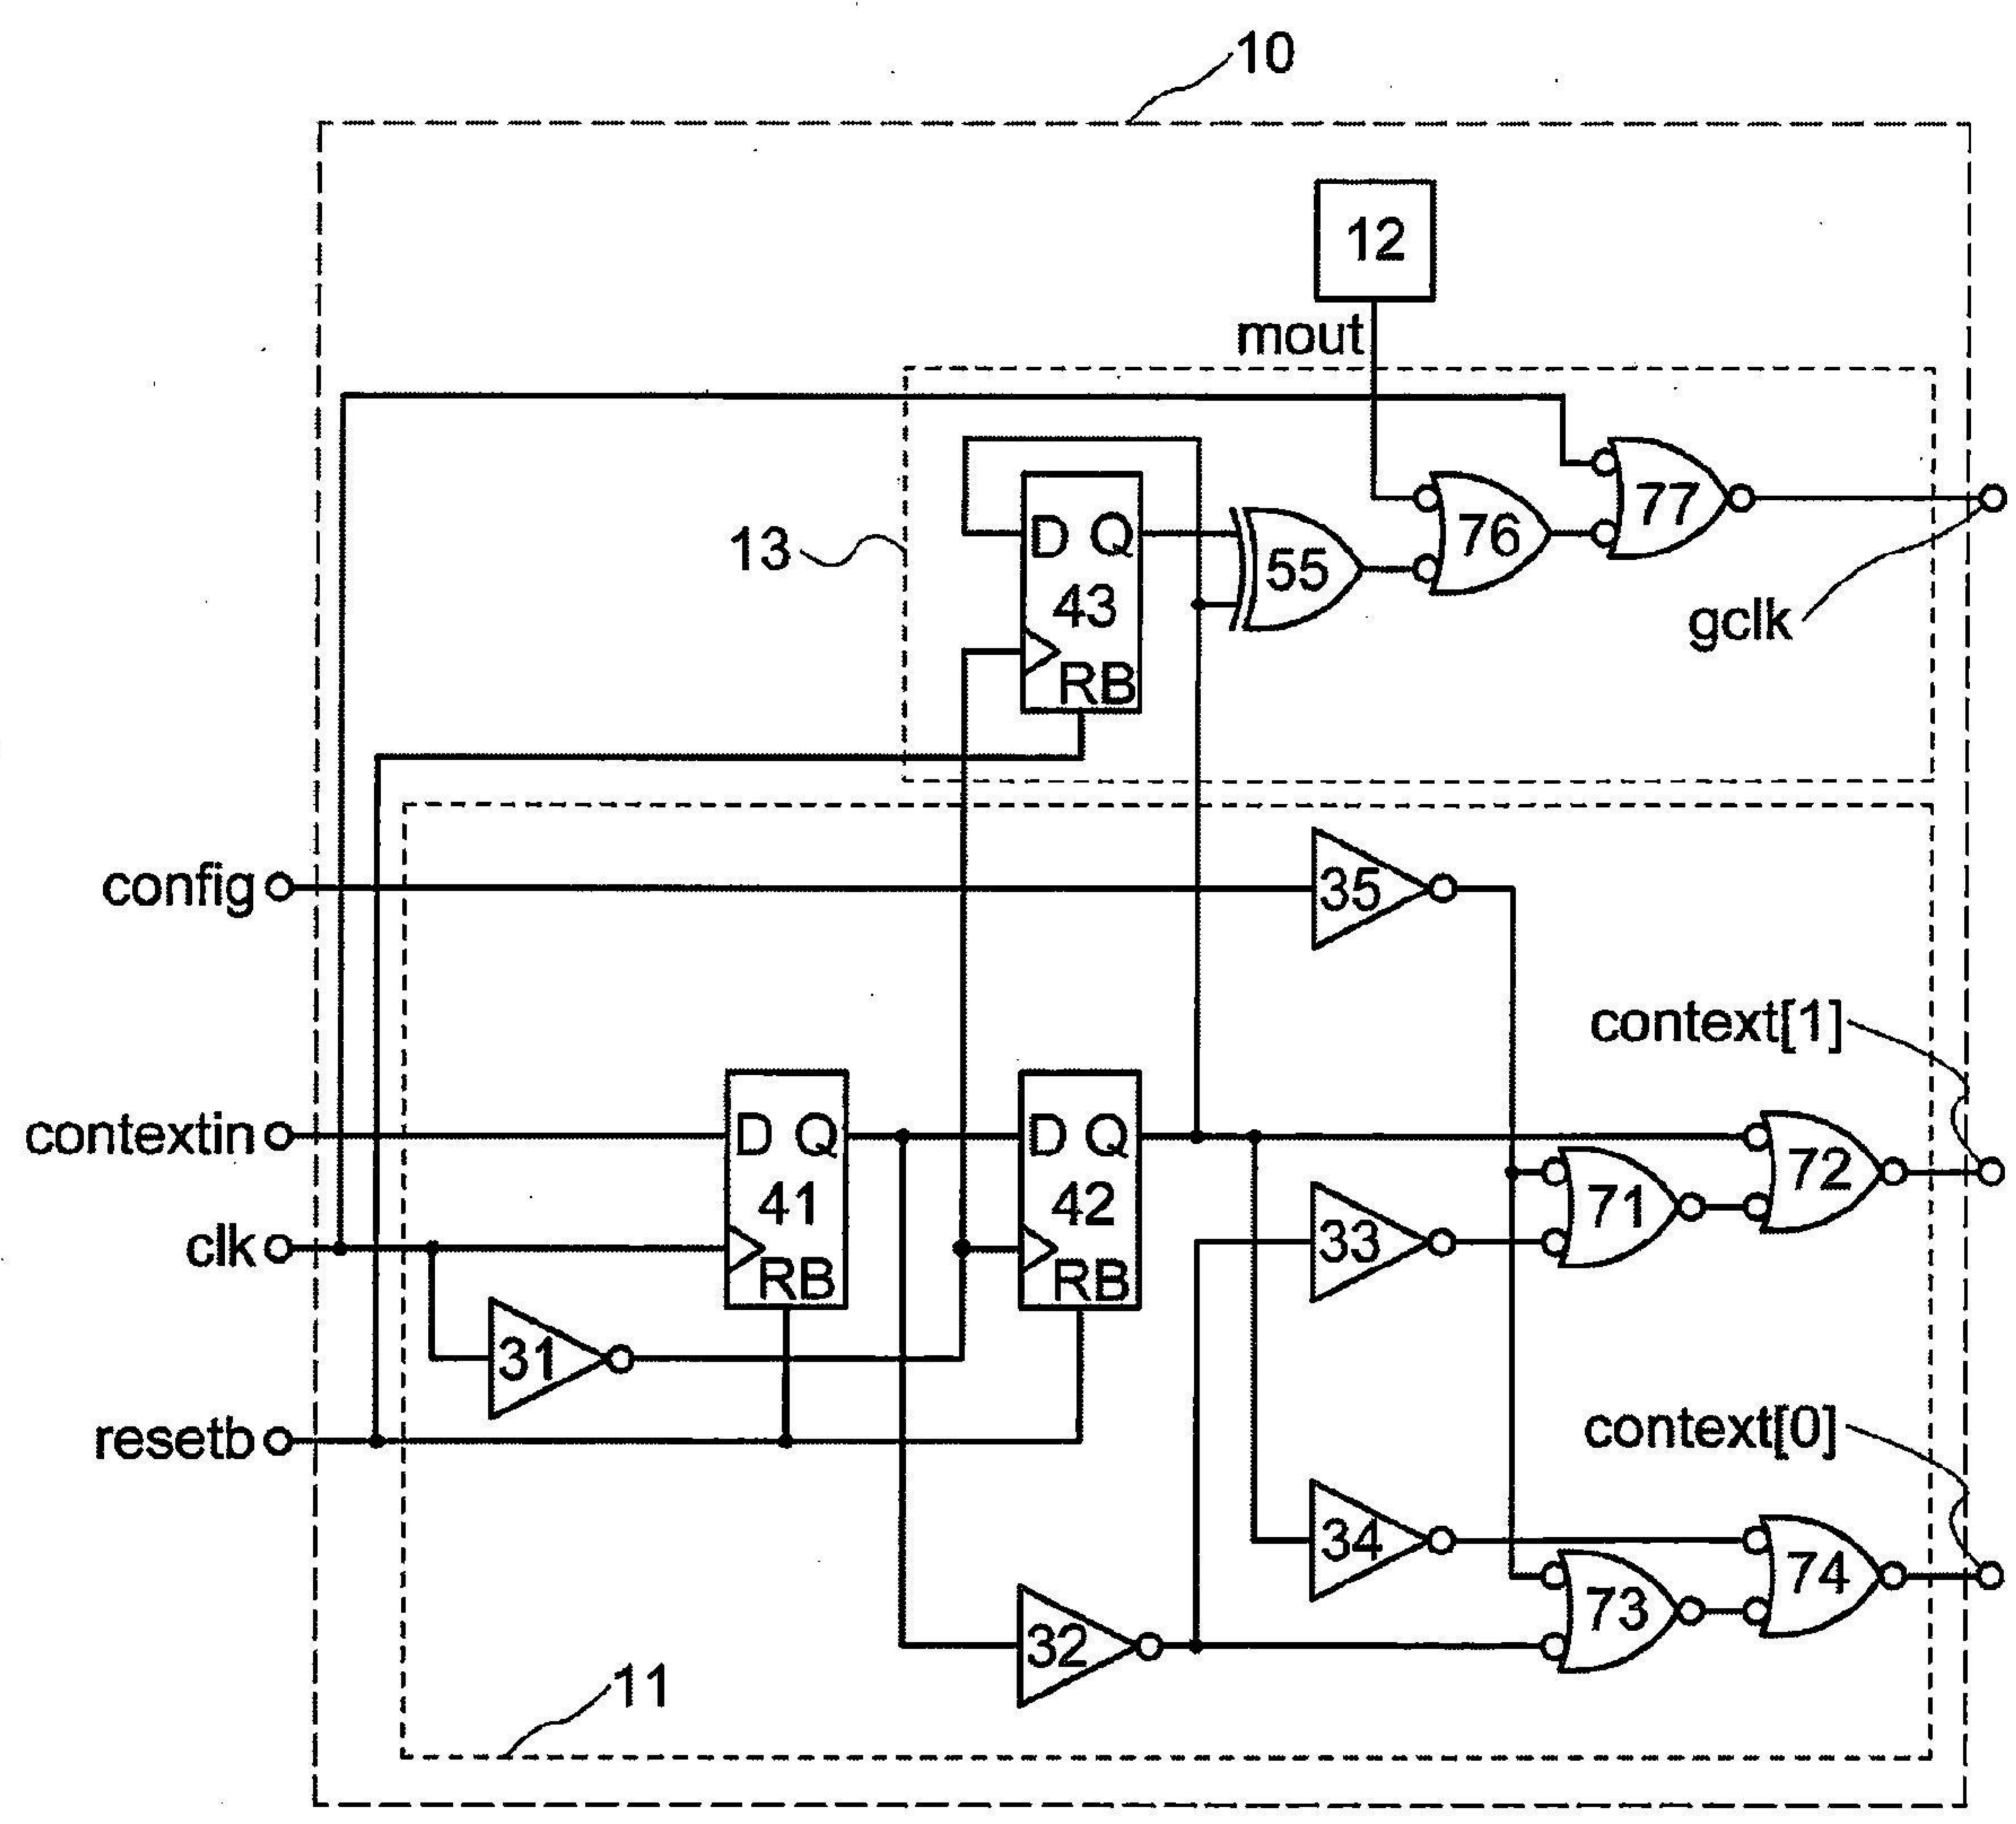 10
12
mout
77
76
D Q
13
55
43
gclk
RB
config
35
context[1]
contextin
D Q
D Q
72
71
41
42
33
clk
RB
RB
31
context[0]
resetb
34
74
73
32
11